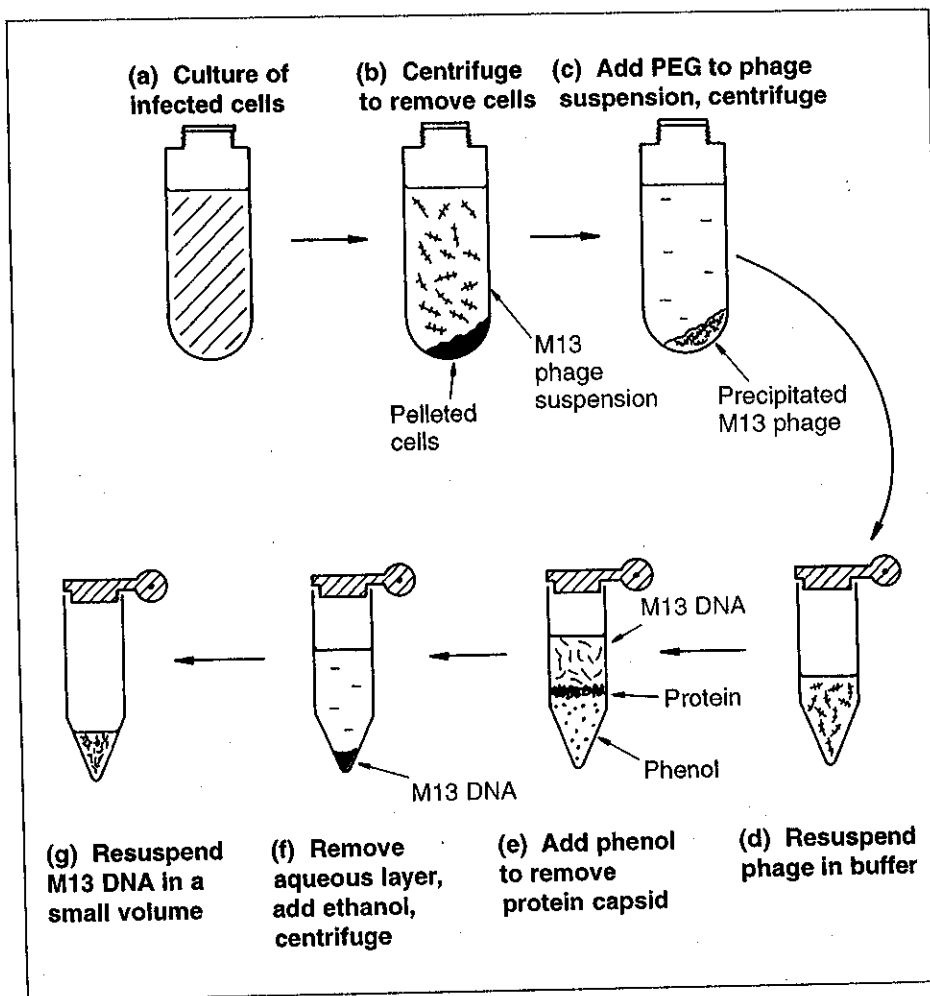 (a) Culture of
infected cells
(b) Centrifuge
to remove cells
(c) Add PEG to phage
suspension, centrifuge
M13
phage
suspension
Pelleted
cells
Precipitated
M13 phage
M13 DNA
Protein
Phenol
M13 DNA
(d) Resuspend
phage in buffer
(e) Add phenol
to remove
protein capsid
(f) Remove
aqueous layer,
add ethanol,
centrifuge
(g) Resuspend
M13 DNA in a
small volume